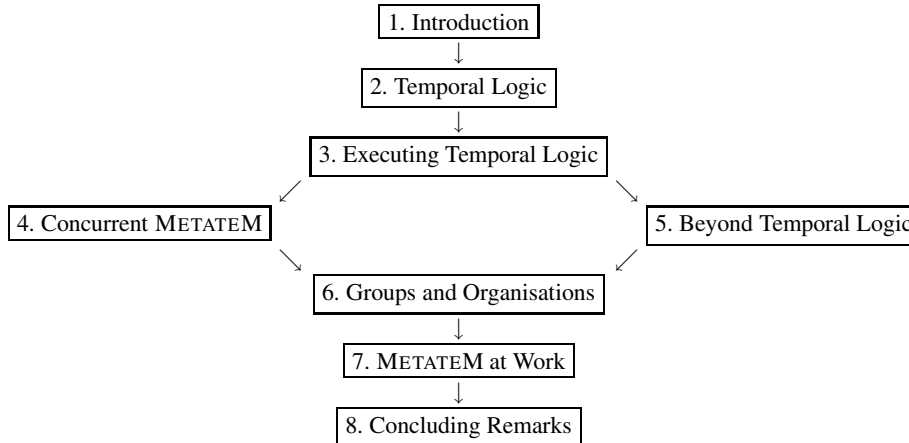 1. Introduction
2. Temporal Logic
3. Executing Temporal Logic
4. Concurrent METATEM
5. Beyond Temporal Logic
6. Groups and Organisations
7. METATEM at Work
8. Concluding Remarks